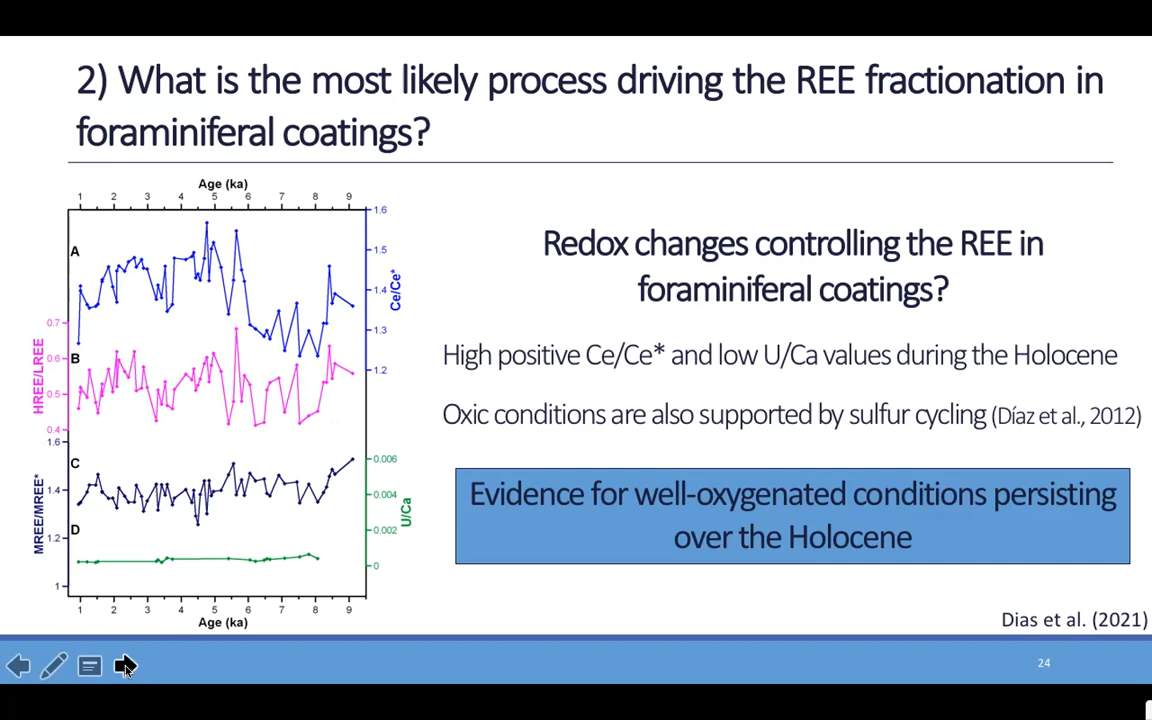 2) What is the most likely process driving the REE fractionation in
foraminiferal coatings?
Age (ka)
1 2 3 4 5 6 7 8 9
A
B
C
D
1.6
1.5
1.4
1.3
1.2
Ce/Ce*
0.7
0.6
0.5
0.4
HREE/LREE
1.6
1.4
1.2
1
MREE/MREE*
0.006
0.004
0.002
0
U/Ca
1 2 3 4 5 6 7 8 9
Age (ka)
Redox changes controlling the REE in
foraminiferal coatings?
High positive Ce/Ce* and low U/Ca values during the Holocene
Oxic conditions are also supported by sulfur cycling (Díaz et al., 2012)
Evidence for well-oxygenated conditions persisting
over the Holocene
Dias et al. (2021)
24